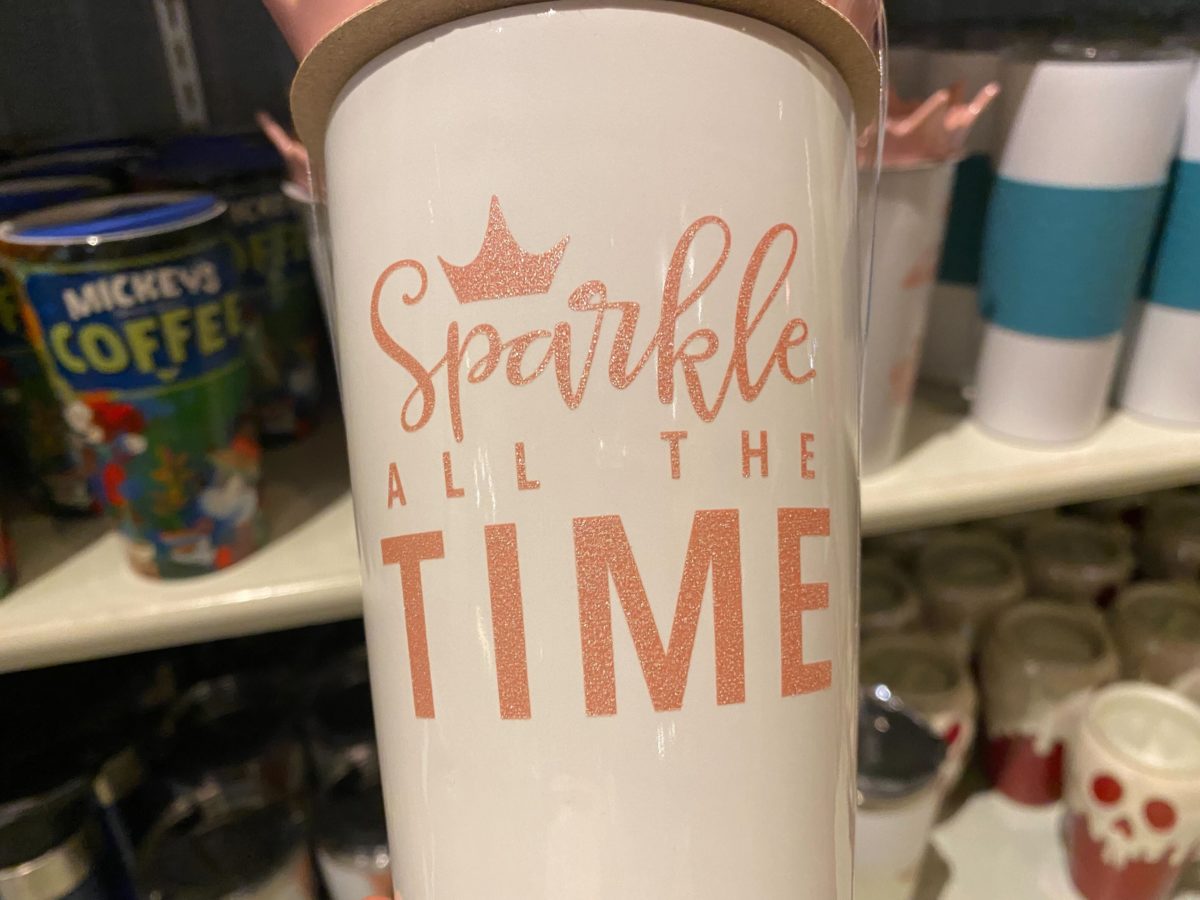 Sparkle
ALL THE
TIME
MICKEY'S
COFFEE